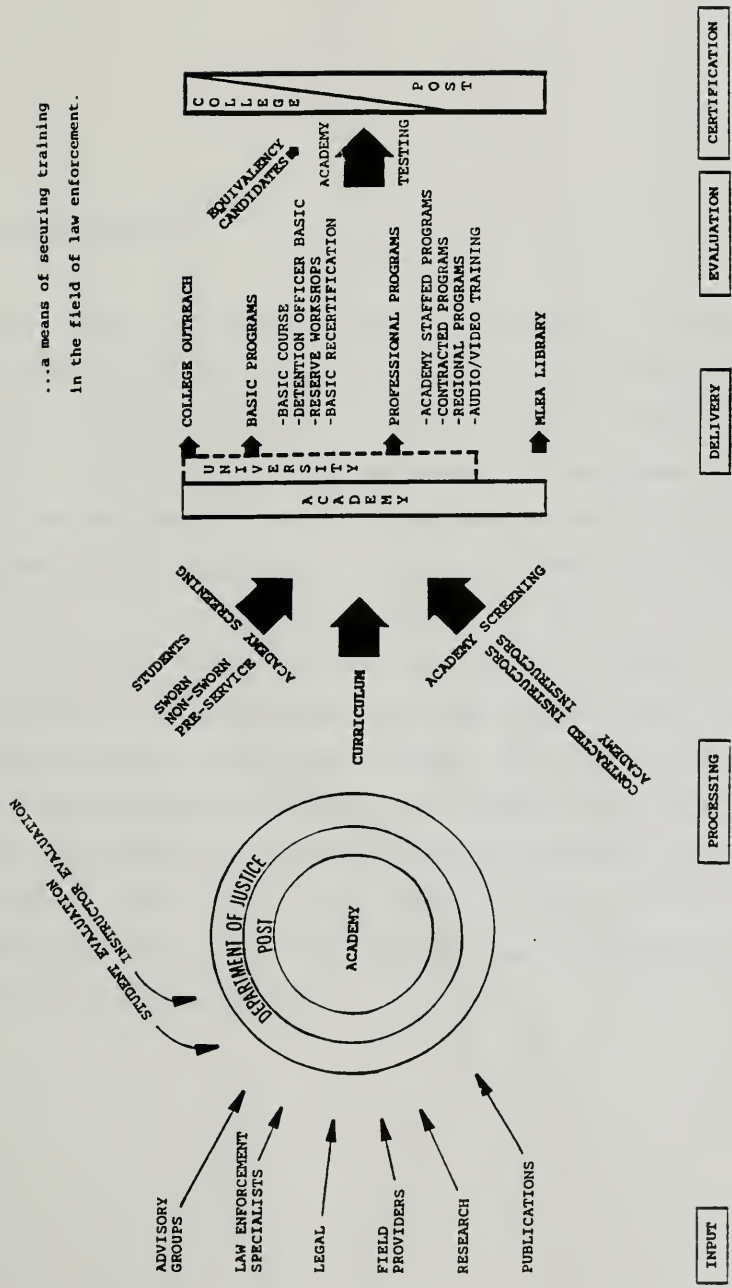 ...a means of securing training
in the field of law enforcement.
STUDENT EVALUATION
INSTRUCTOR EVALUATION
ADVISORY
GROUPS
LAW ENFORCEMENT
SPECIALISTS
LEGAL
FIELD
PROVIDERS
RESEARCH
PUBLICATIONS
DEPARTMENT OF JUSTICE
POST
ACADEMY
STUDENTS
SWORN
NON-SWORN
PRE-SERVICE
ACADEMY SCREENING
CURRICULUM
ACADEMY SCREENING
CONTRACTED INSTRUCTORS
ACADEMY INSTRUCTORS
ACADEMY
UNIVERSITY
COLLEGE OUTREACH
BASIC PROGRAMS
-BASIC COURSE
-DETENTION OFFICER BASIC
-RESERVE WORKSHOPS
-BASIC RECERTIFICATION
PROFESSIONAL PROGRAMS
-ACADEMY STAFFED PROGRAMS
-CONTRACTED PROGRAMS
-REGIONAL PROGRAMS
-AUDIO/VIDEO TRAINING
MLEA LIBRARY
EQUIVALENCY
CANDIDATES
ACADEMY
TESTING
COLLEGE
POST
INPUT
PROCESSING
DELIVERY
EVALUATION
CERTIFICATION